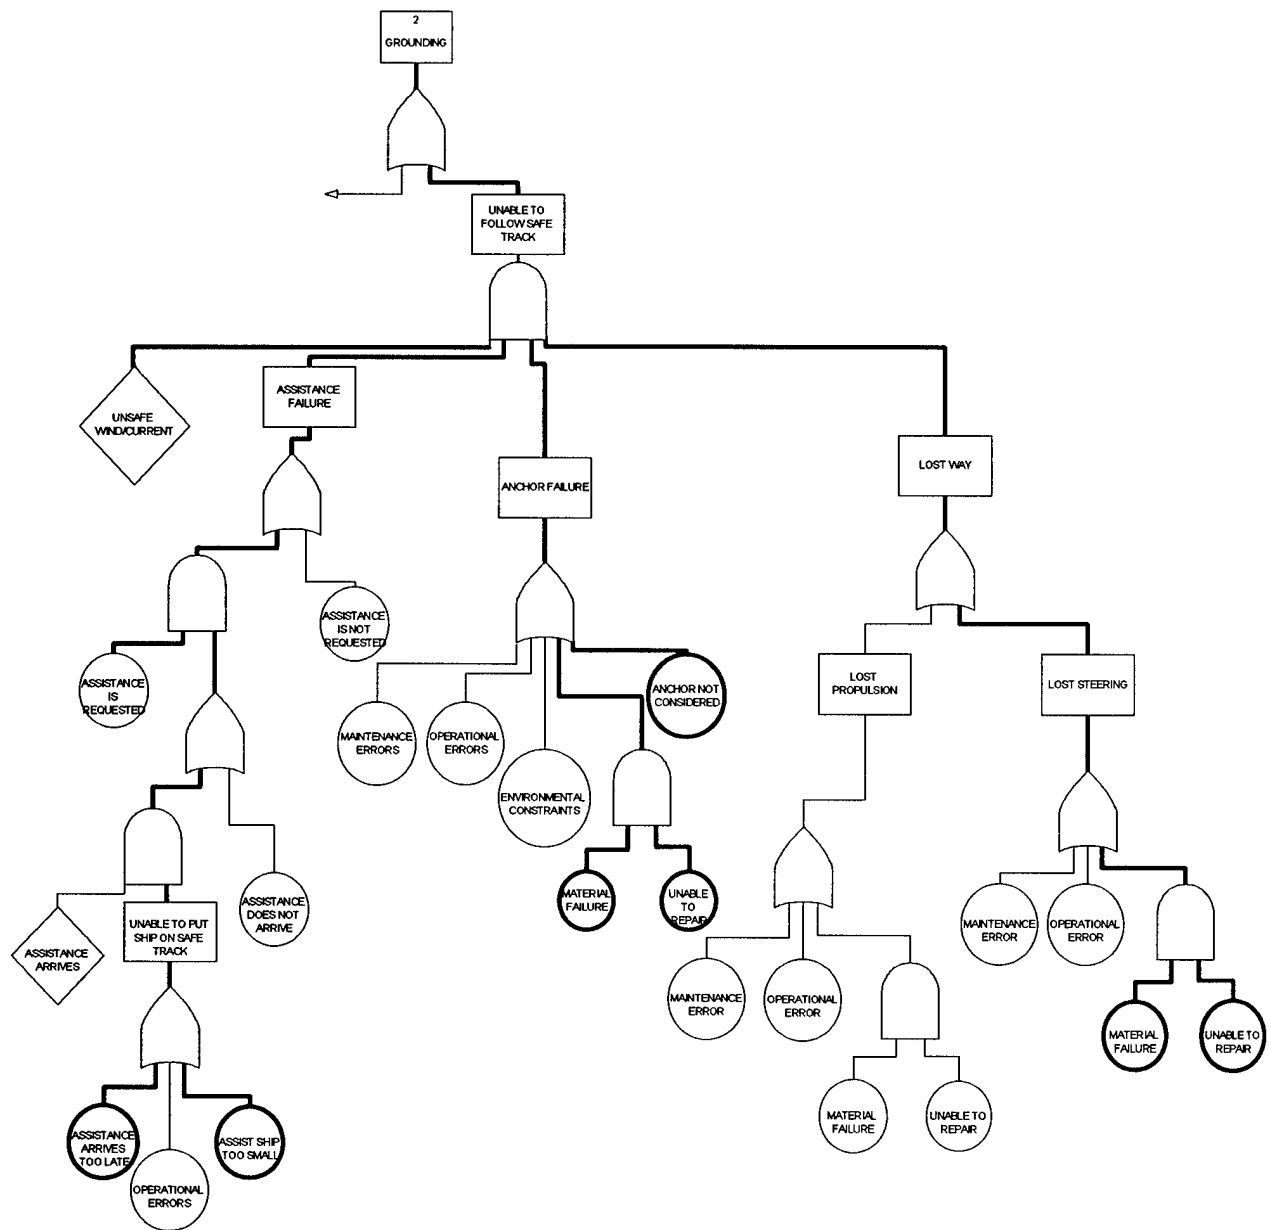 2
GROUNDING
UNABLE TO
FOLLOW SAFE
TRACK
UNSAFE
WIND/CURRENT
ASSISTANCE
FAILURE
ANCHOR FAILURE
LOST WAY
ASSISTANCE
IS NOT
REQUESTED
ASSISTANCE
IS
REQUESTED
MAINTENANCE
ERRORS
OPERATIONAL
ERRORS
ENVIRONMENTAL
CONSTRAINTS
ANCHOR NOT
CONSIDERED
LOST
PROPULSION
LOST STEERING
MATERIAL
FAILURE
UNABLE
TO
REPAIR
ASSISTANCE
DOES NOT
ARRIVE
ASSISTANCE
ARRIVES
UNABLE TO PUT
SHIP ON SAFE
TRACK
MAINTENANCE
ERROR
OPERATIONAL
ERROR
MAINTENANCE
ERROR
OPERATIONAL
ERROR
MATERIAL
FAILURE
UNABLE TO
REPAIR
MATERIAL
FAILURE
UNABLE TO
REPAIR
ASSISTANCE
ARRIVES
TOO LATE
ASSIST SHIP
TOO SMALL
OPERATIONAL
ERRORS